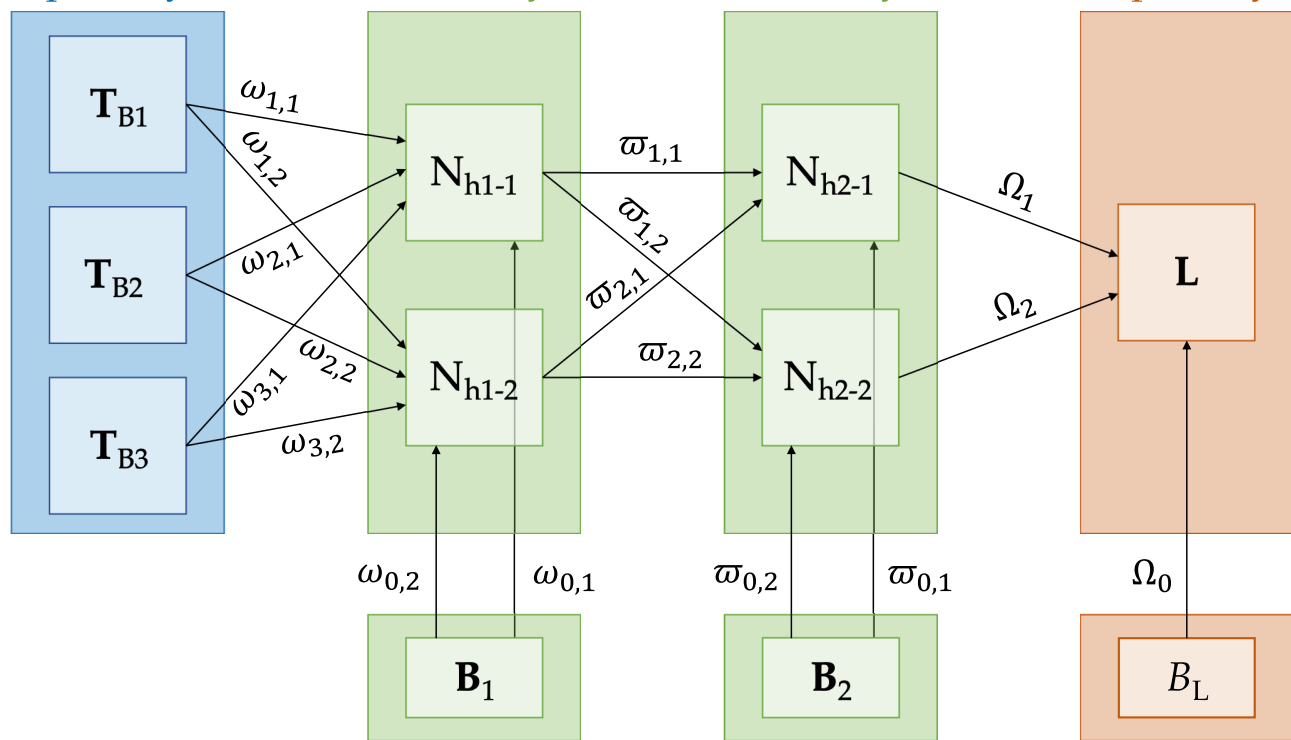 T_B1
T_B2
T_B3
ω_1,1
ω_1,2
ω_2,1
ω_2,2
ω_3,1
ω_3,2
N_h1-1
N_h1-2
ϖ_1,1
ϖ_1,2
ϖ_2,1
ϖ_2,2
N_h2-1
N_h2-2
Ω_1
Ω_2
L
ω_0,2
ω_0,1
ϖ_0,2
ϖ_0,1
Ω_0
B_1
B_2
B_L